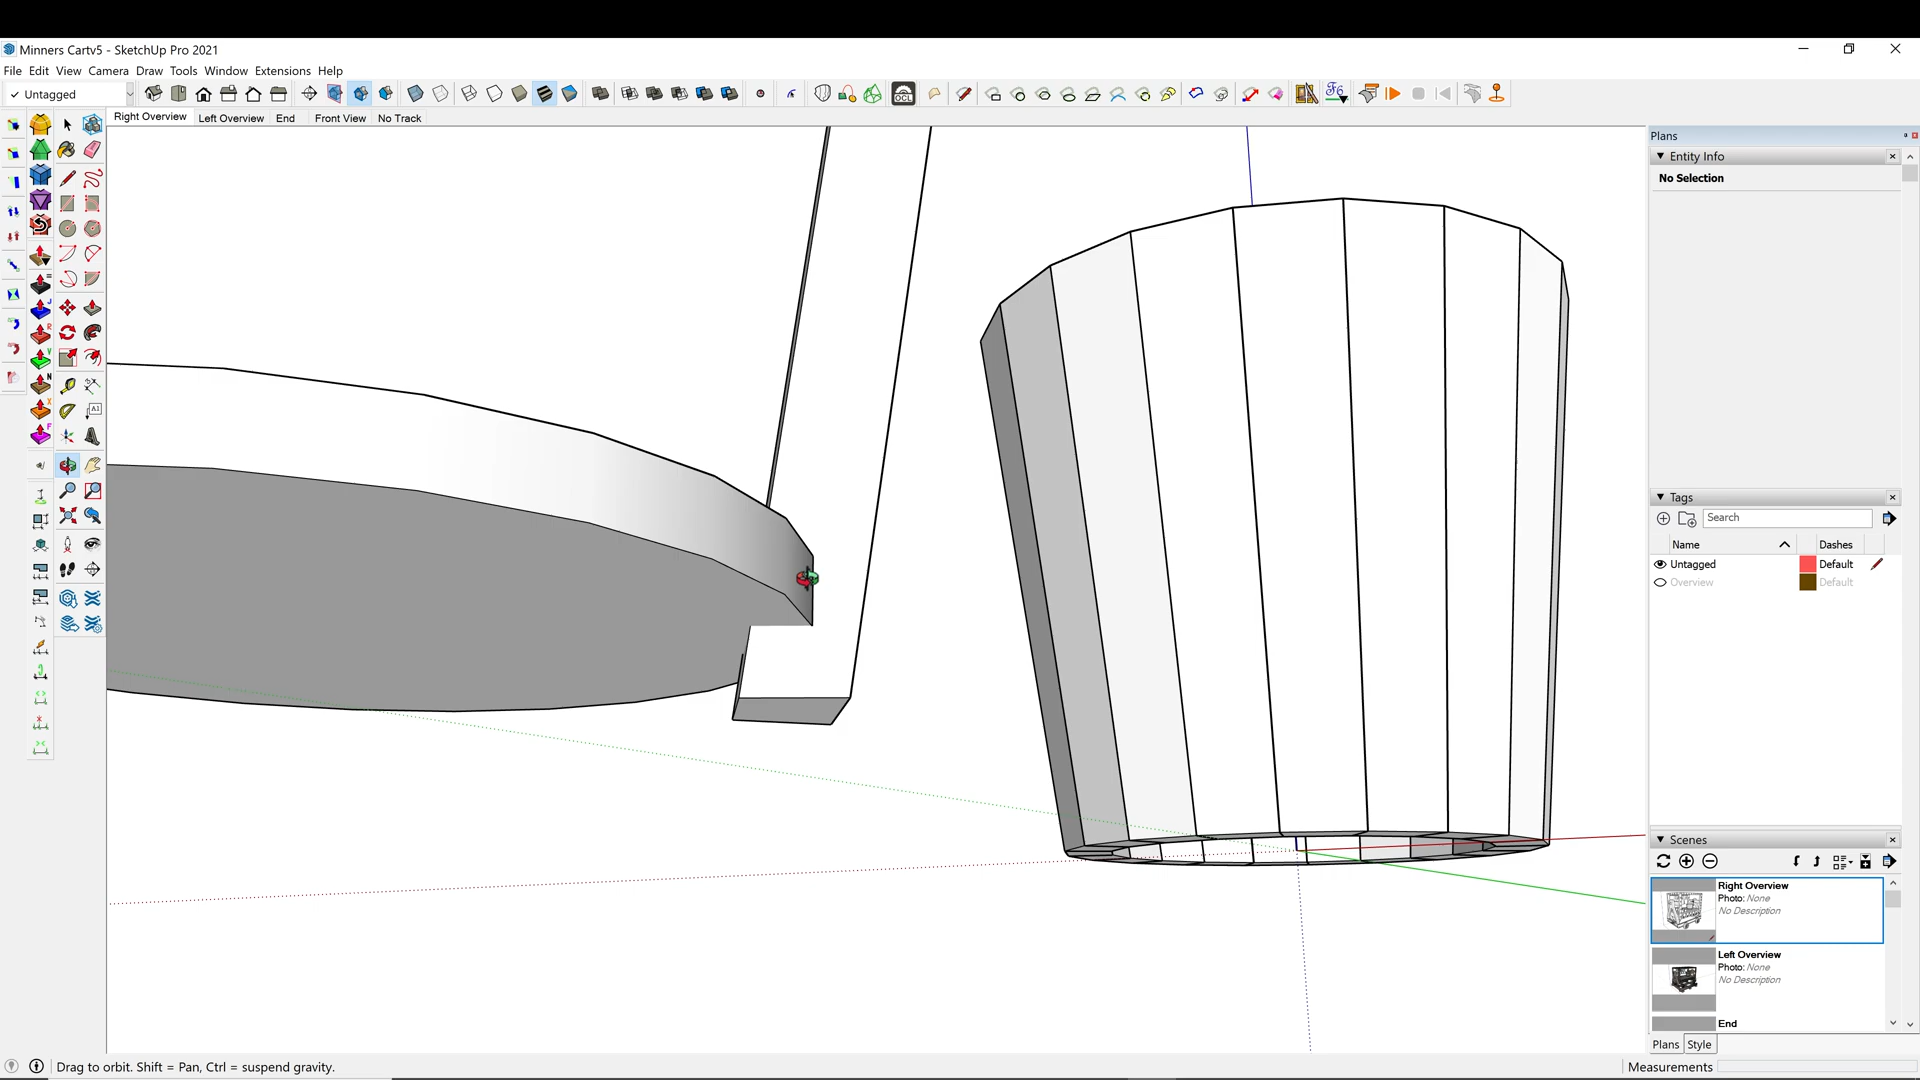 Minners Cartv5 - SketchUp Pro 2021
File Edit View Camera Draw Tools Window Extensions Help
Untagged
OCL
Right Overview Left Overview End Front View No Track
Plans
Entity Info
No Selection
Tags
Search
Name Dashes
Untagged Default
Overview Default
Scenes
Right Overview
Photo: None
No Description
Left Overview
Photo: None
No Description
End
Plans Style
Drag to orbit. Shift = Pan, Ctrl = suspend gravity.
Measurements